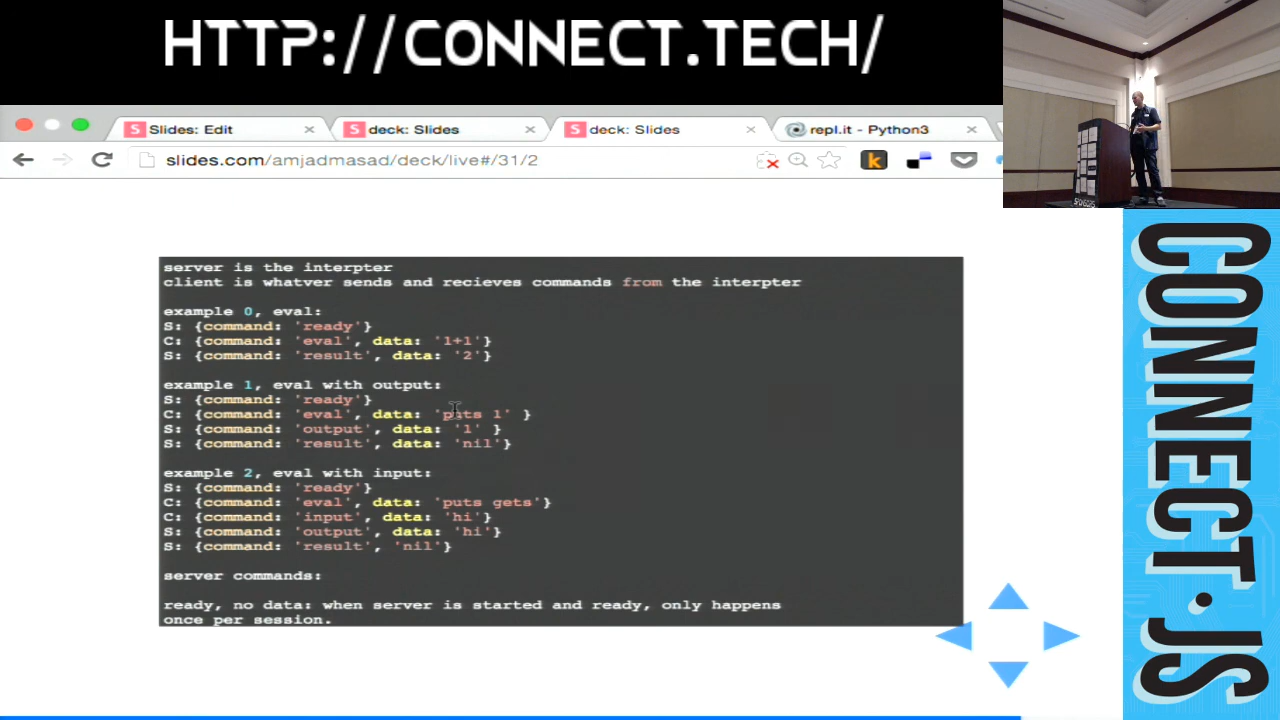 HTTP://CONNECT.TECH/
S Slides: Edit
S deck: Slides
S deck: Slides
repl.it - Python3
slides.com/amjadmasad/deck/live#/31/2
k
server is the interpter
client is whatver sends and recieves commands from the interpter
example 0, eval:
S: {command: 'ready'}
C: {command: 'eval', data: '1+1'}
S: {command: 'result', data: '2'}
example 1, eval with output:
S: {command: 'ready'}
C: {command: 'eval', data: 'puts 1' }
S: {command: 'output', data: '1' }
S: {command: 'result', data: 'nil'}
example 2, eval with input:
S: {command: 'ready'}
C: {command: 'eval', data: 'puts gets'}
C: {command: 'input', data: 'hi'}
S: {command: 'output', data: 'hi'}
S: {command: 'result', 'nil'}
server commands:
ready, no data: when server is started and ready, only happens
once per session.
SPONSORS
CONNECT.JS